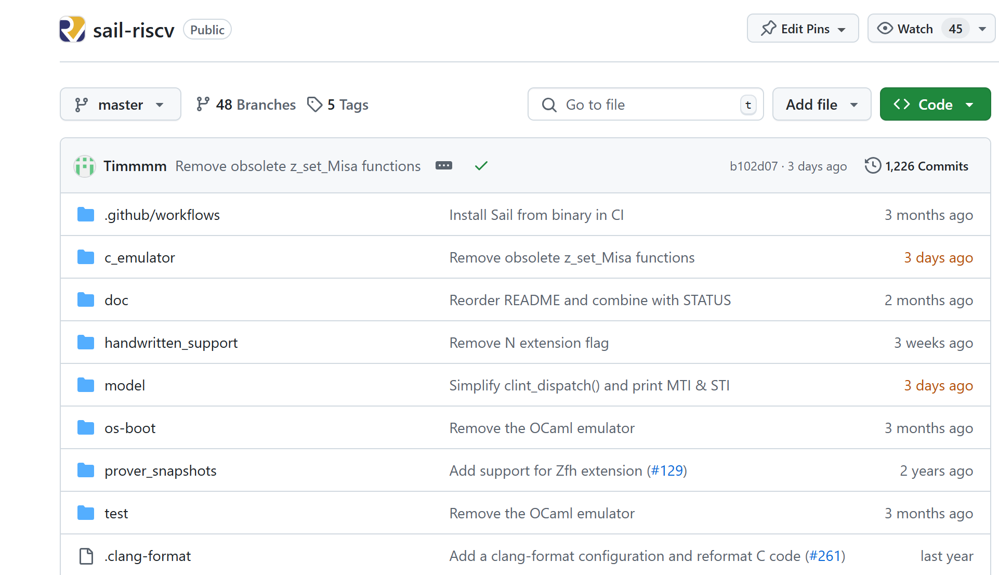 sail-riscv Public Edit Pins Watch 45
master 48 Branches 5 Tags Go to file t Add file Code
Timmmm Remove obsolete z_set_Misa functions b102d07 · 3 days ago 1,226 Commits
.github/workflows Install Sail from binary in CI 3 months ago
c_emulator Remove obsolete z_set_Misa functions 3 days ago
doc Reorder README and combine with STATUS 2 months ago
handwritten_support Remove N extension flag 3 weeks ago
model Simplify clint_dispatch() and print MTI & STI 3 days ago
os-boot Remove the OCaml emulator 3 months ago
prover_snapshots Add support for Zfh extension (#129) 2 years ago
test Remove the OCaml emulator 3 months ago
.clang-format Add a clang-format configuration and reformat C code (#261) last year